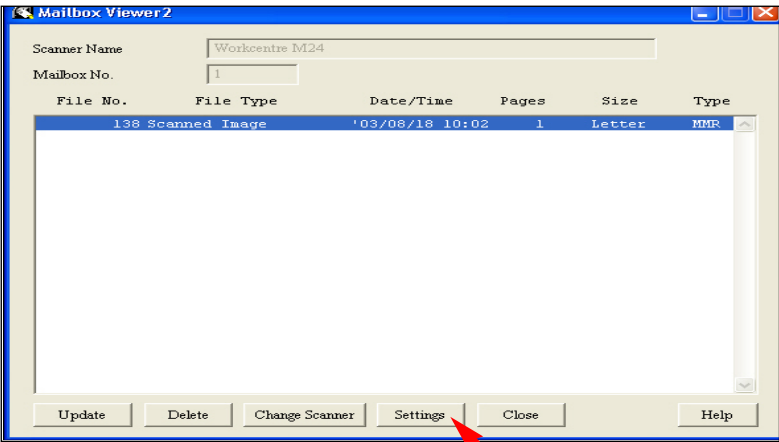 Mailbox Viewer2
Scanner Name Workcentre M24
Mailbox No. 1
File No. File Type Date/Time Pages Size Type
138 Scanned Image '03/08/18 10:02 1 Letter MMR
Update Delete Change Scanner Settings Close Help